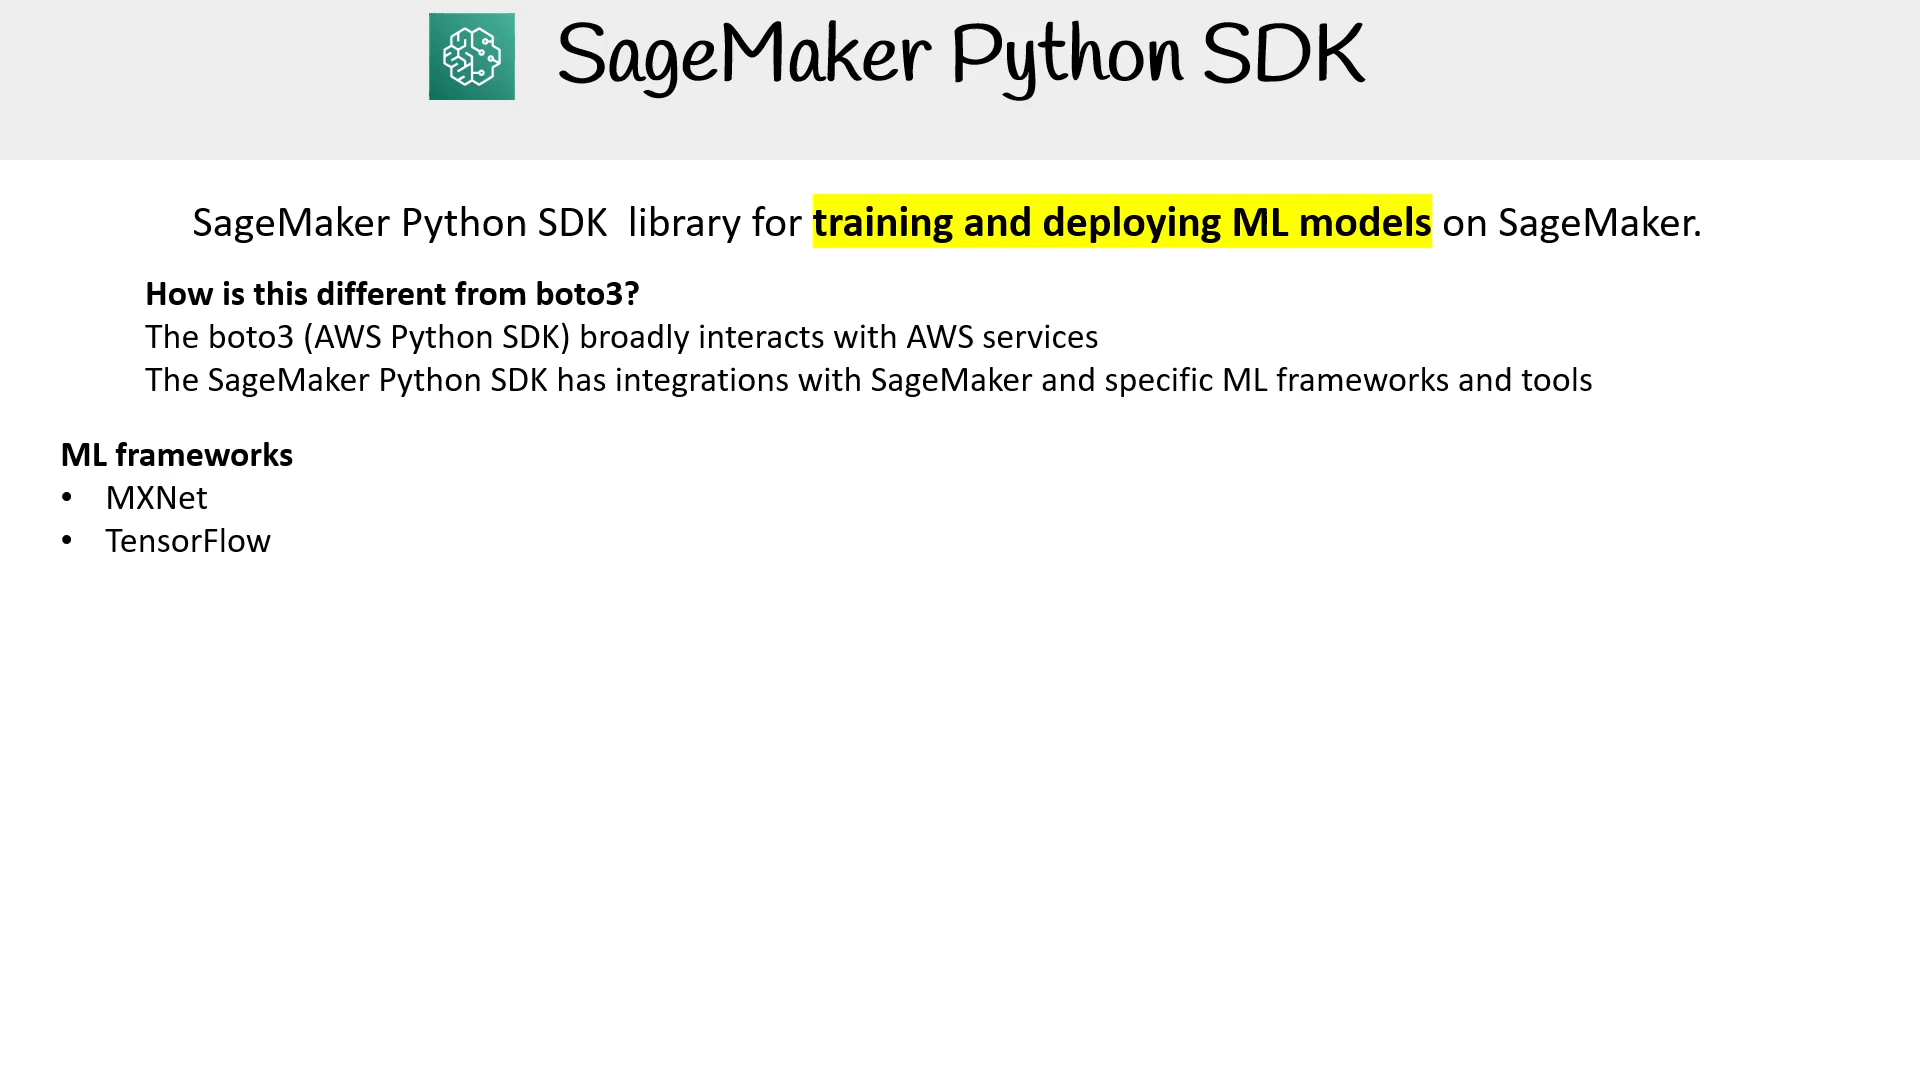 SageMaker Python SDK
SageMaker Python SDK  library for training and deploying ML models on SageMaker.
How is this different from boto3?
The boto3 (AWS Python SDK) broadly interacts with AWS services
The SageMaker Python SDK has integrations with SageMaker and specific ML frameworks and tools
ML frameworks
• MXNet
• TensorFlow